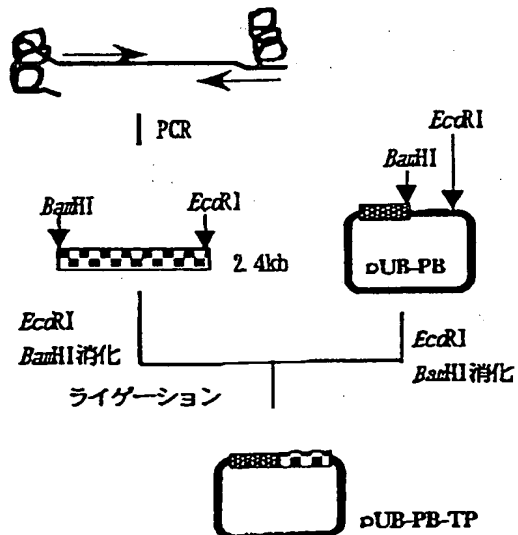 PCR
EcoRI
BamHI
BamHI
EcoRI
2.4kb
pUB-PB
EcoRI
BamHI消化
EcoRI
BamHI消化
ライゲーション
pUB-PB-TP